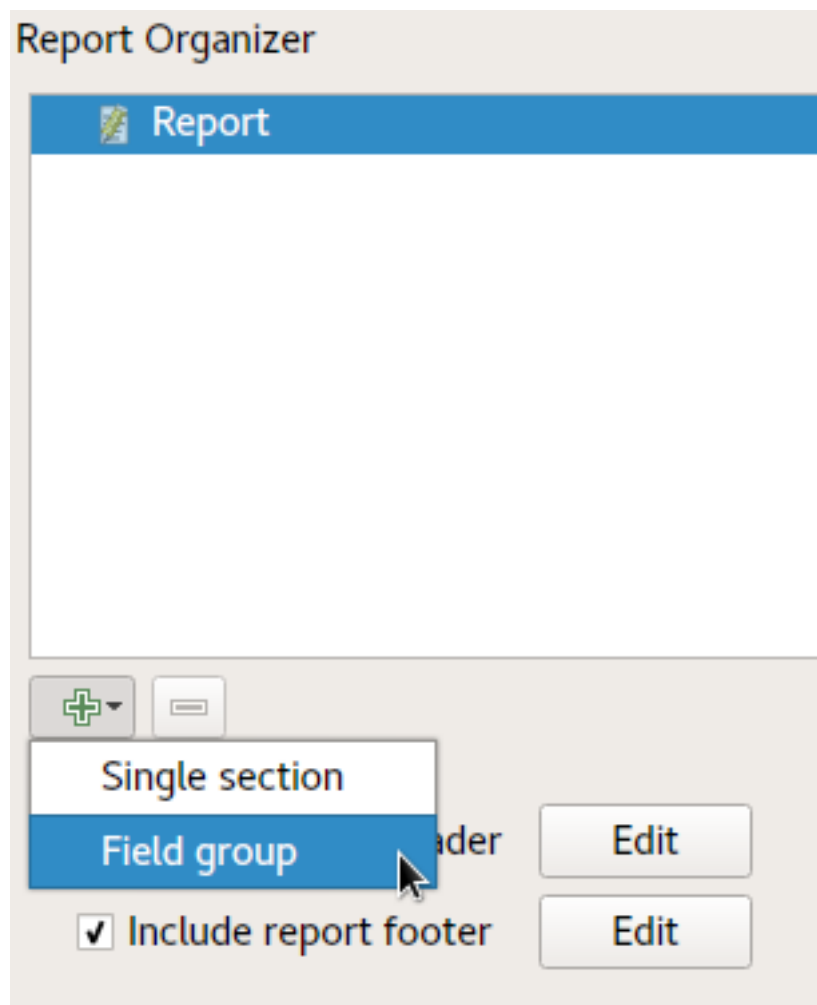 Report Organizer
Report
Single section
Field group
Edit
Include report footer
Edit